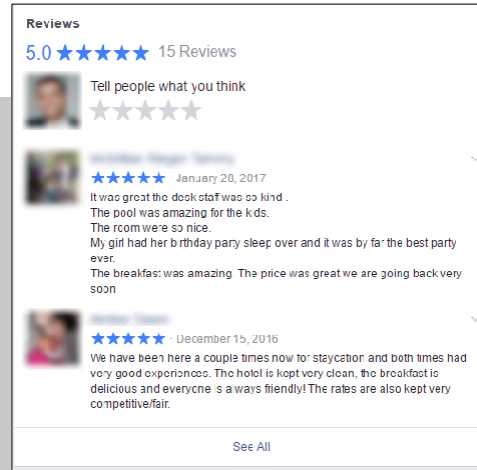 Reviews
5.0 ★★★★★ 15 Reviews
Tell people what you think
★★★★★ January 28, 2017
It was great the desk staff was so kind .
The pool was amazing for the kids.
The room were so nice.
My girl had her birthday party sleep over and it was by far the best party
ever.
The breakfast was amazing. The price was great we are going back very
soon
★★★★★ · December 15, 2016
We have been here a couple times now for staycation and both times had
very good experiences. The hotel is kept very clean, the breakfast is
delicious and everyone is always friendly! The rates are also kept very
competitive/fair.
See All